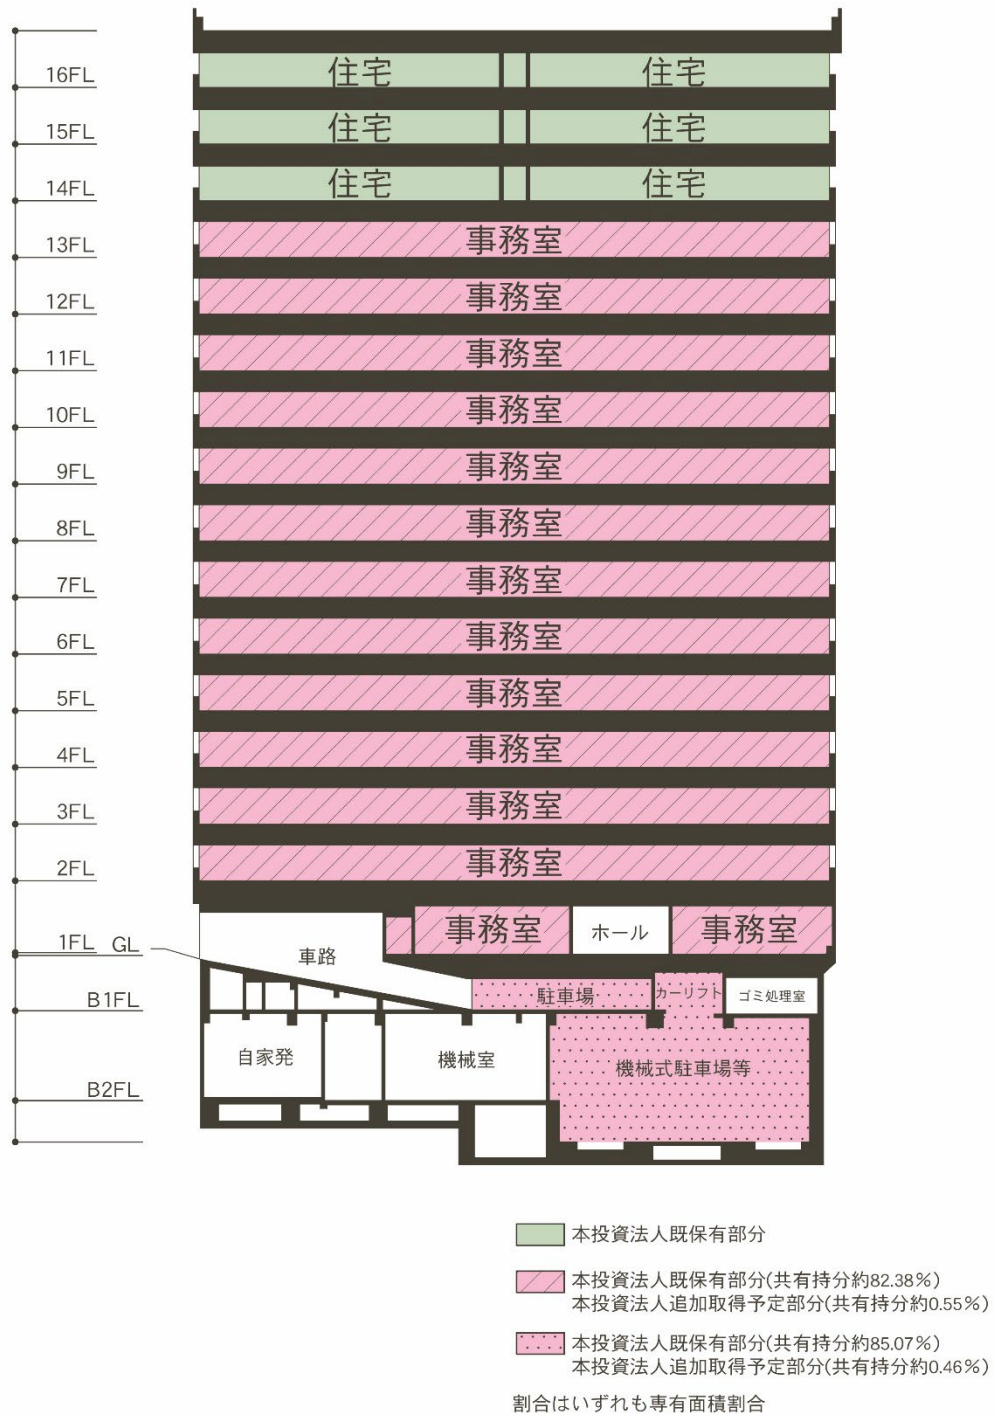 16FL 住宅 住宅
15FL 住宅 住宅
14FL 住宅 住宅
13FL 事務室
12FL 事務室
11FL 事務室
10FL 事務室
9FL 事務室
8FL 事務室
7FL 事務室
6FL 事務室
5FL 事務室
4FL 事務室
3FL 事務室
2FL 事務室
1FL GL 車路 事務室 ホール 事務室
B1FL 駐車場 カーリフト ゴミ処理室
自家発 機械室 機械式駐車場等
B2FL
本投資法人既保有部分
本投資法人既保有部分(共有持分約82.38%)
本投資法人追加取得予定部分(共有持分約0.55%)
本投資法人既保有部分(共有持分約85.07%)
本投資法人追加取得予定部分(共有持分約0.46%)
割合はいずれも専有面積割合